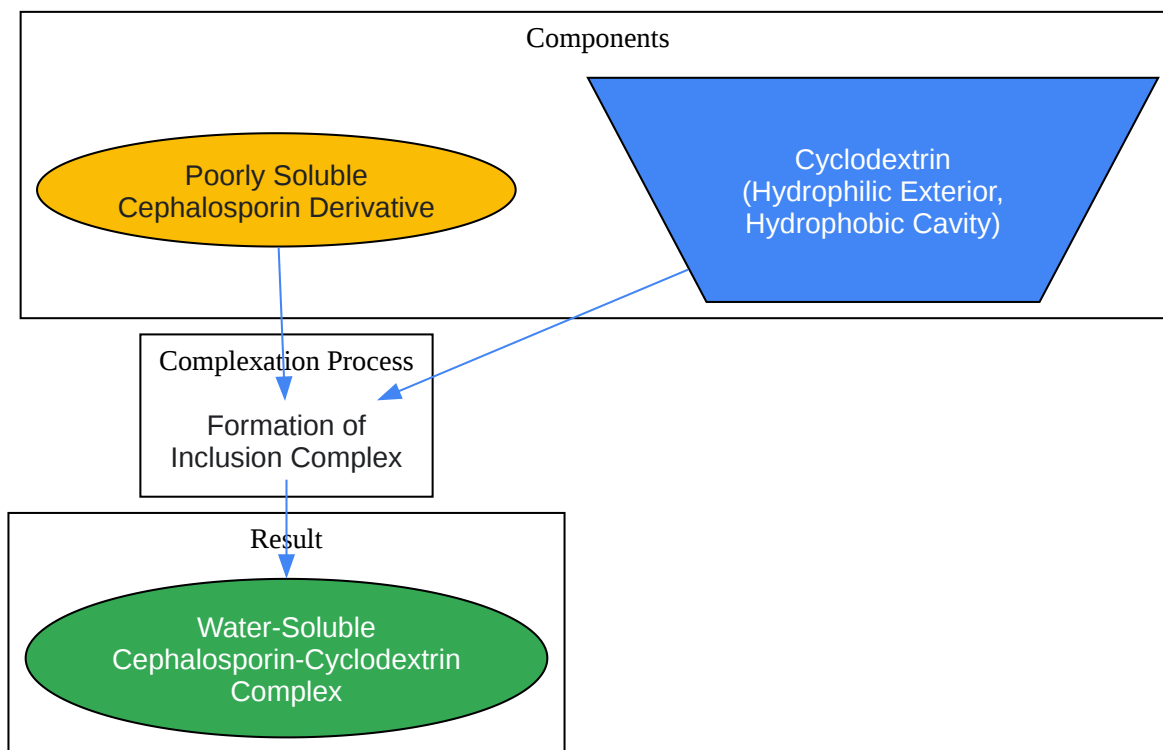 Components
Poorly Soluble
Cephalosporin Derivative
Cyclodextrin
(Hydrophilic Exterior,
Hydrophobic Cavity)
Complexation Process
Formation of
Inclusion Complex
Result
Water-Soluble
Cephalosporin-Cyclodextrin
Complex